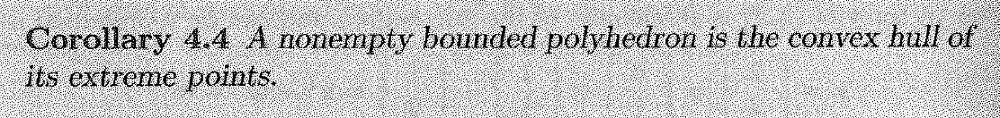 Corollary 4.4 A nonempty bounded polyhedron is the convex hull of
its extreme points.